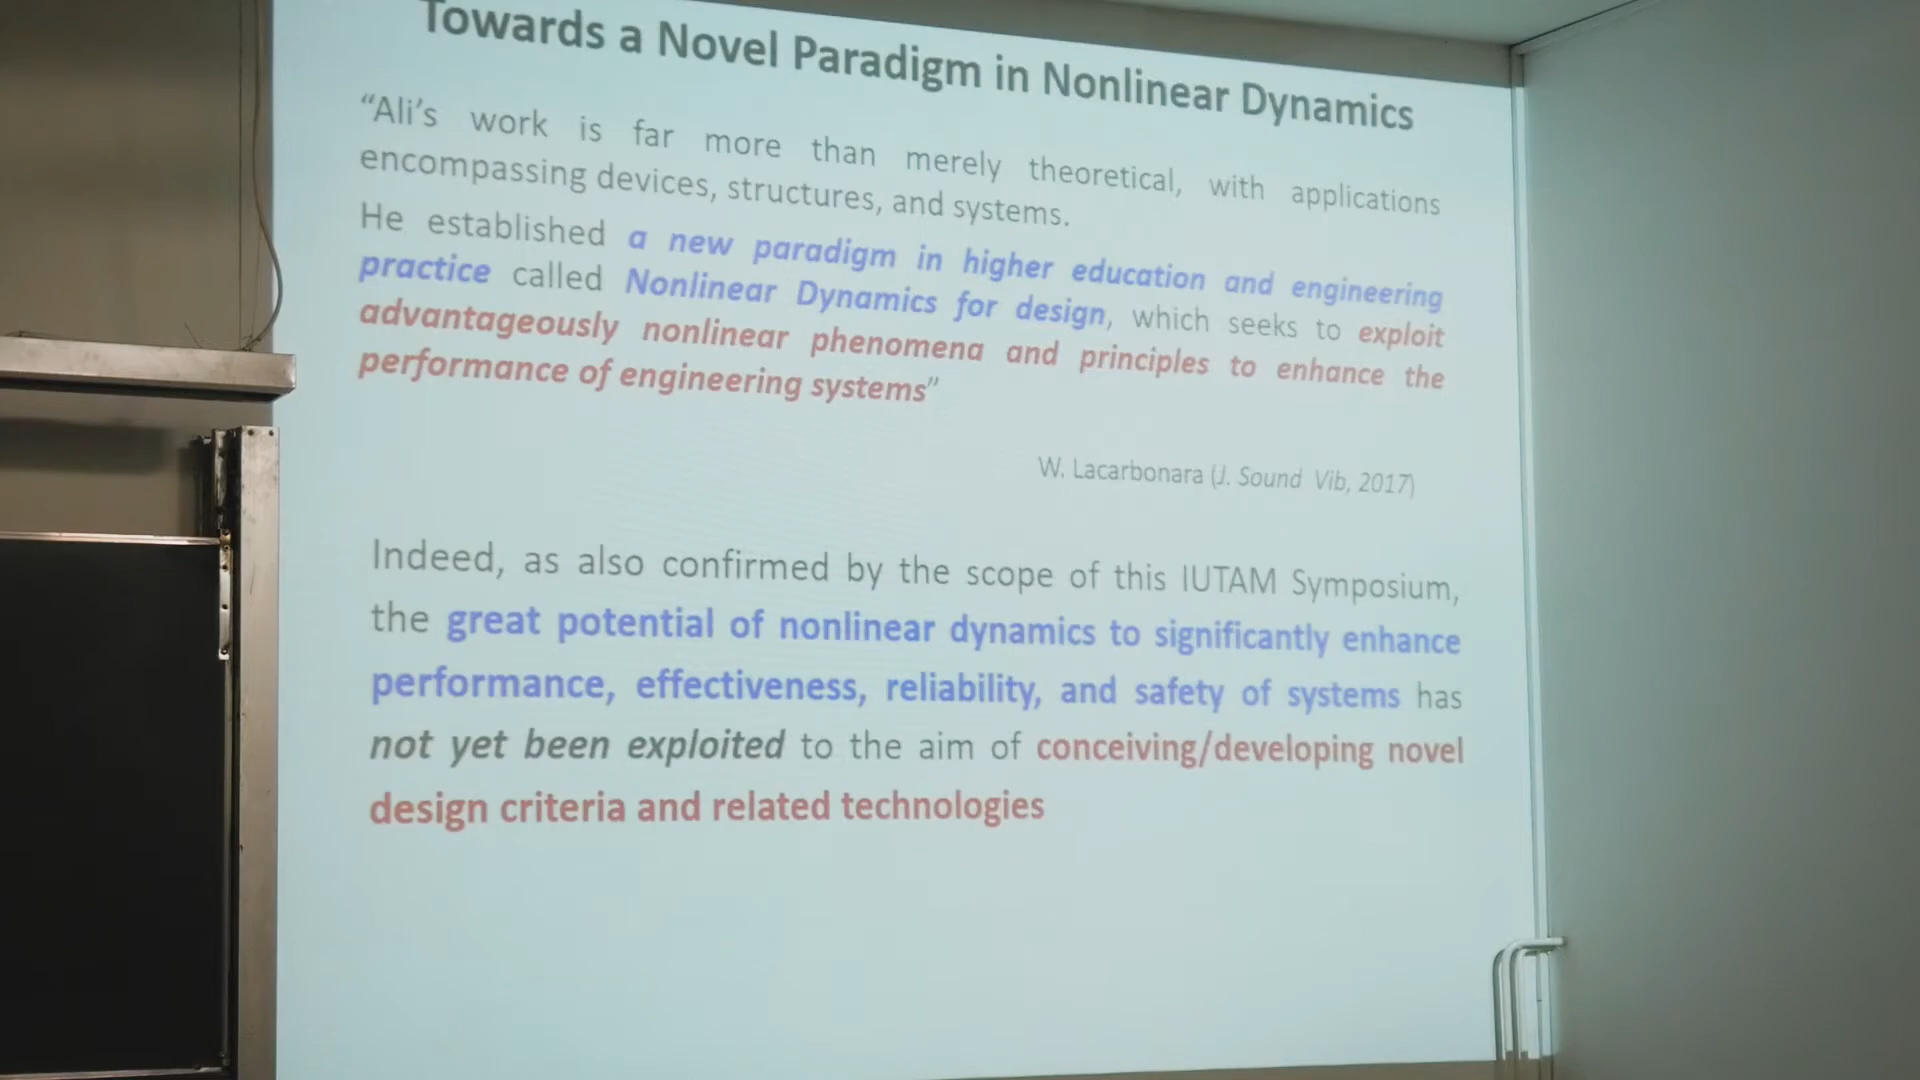 Towards a Novel Paradigm in Nonlinear Dynamics
“Ali’s work is far more than merely theoretical, with applications
encompassing devices, structures, and systems.
He established a new paradigm in higher education and engineering
practice called Nonlinear Dynamics for design, which seeks to exploit
advantageously nonlinear phenomena and principles to enhance the
performance of engineering systems”
W. Lacarbonara (J. Sound Vib, 2017)
Indeed, as also confirmed by the scope of this IUTAM Symposium,
the great potential of nonlinear dynamics to significantly enhance
performance, effectiveness, reliability, and safety of systems has
not yet been exploited to the aim of conceiving/developing novel
design criteria and related technologies